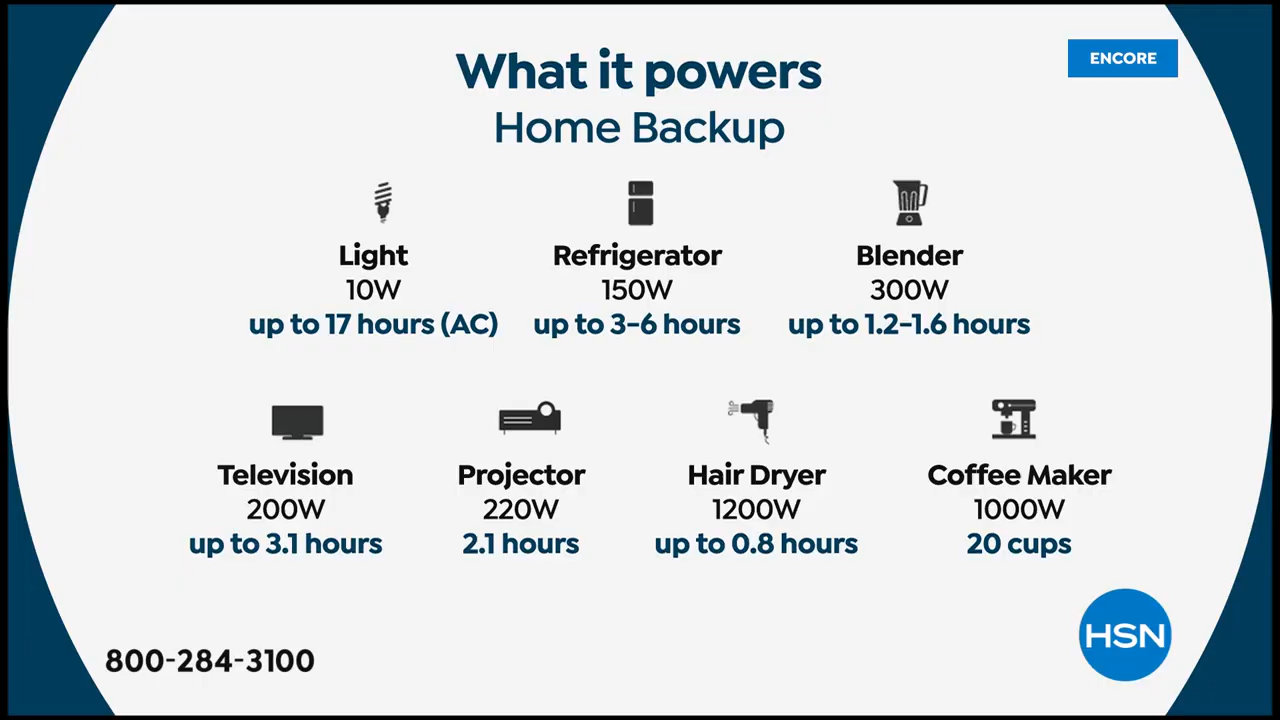 What it powers
ENCORE
Home Backup
Light
10W
up to 17 hours (AC)
Refrigerator
150W
up to 3-6 hours
Blender
300W
up to 1.2-1.6 hours
Television
200W
up to 3.1 hours
Projector
220W
2.1 hours
Hair Dryer
1200W
up to 0.8 hours
Coffee Maker
1000W
20 cups
800-284-3100
HSN